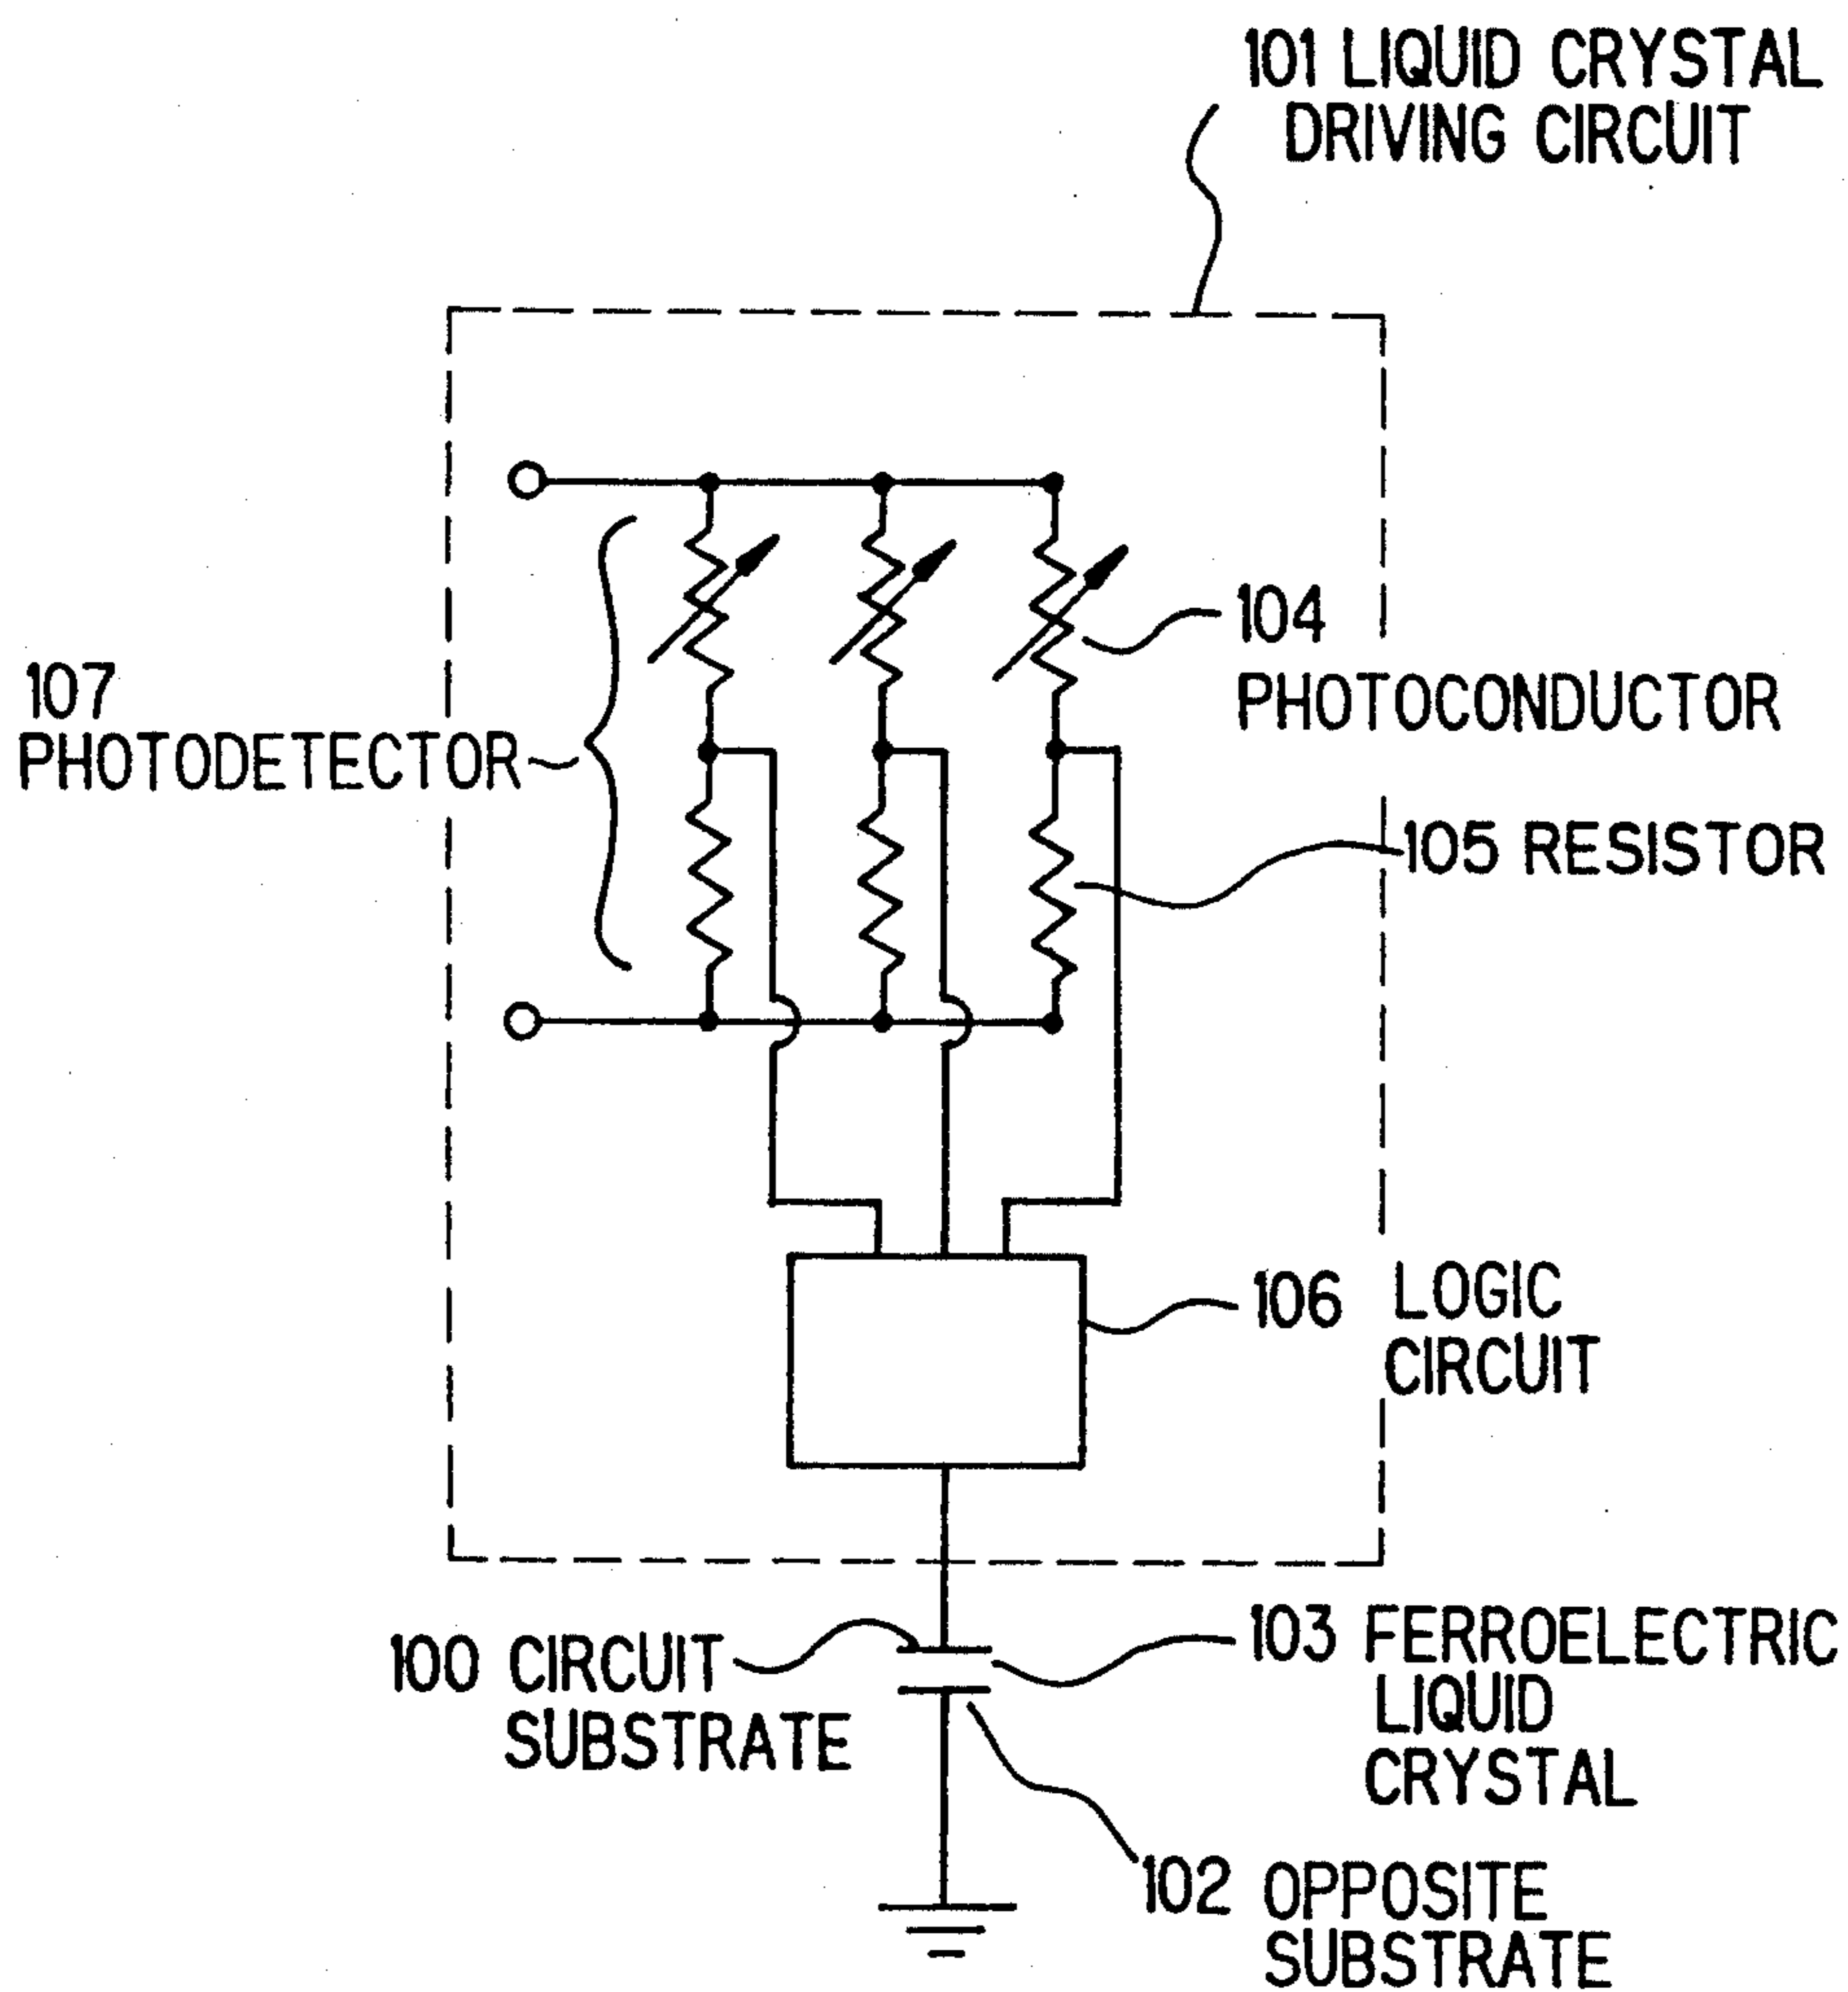 101 LIQUID CRYSTAL
DRIVING CIRCUIT
104
PHOTOCONDUCTOR
107
PHOTODETECTOR
105 RESISTOR
106 LOGIC
CIRCUIT
100 CIRCUIT
SUBSTRATE
103 FERROELECTRIC
LIQUID
CRYSTAL
102 OPPOSITE
SUBSTRATE